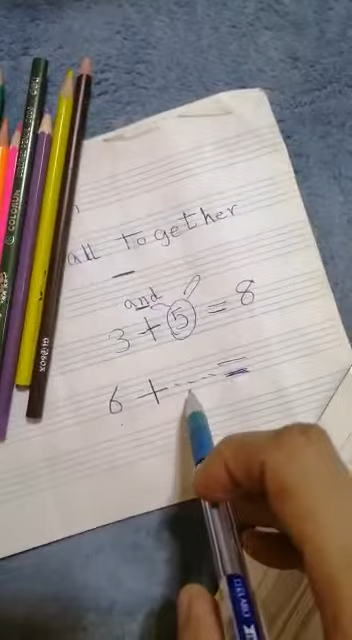 all Together
and
3 + 5 = 8
6 + ..... =